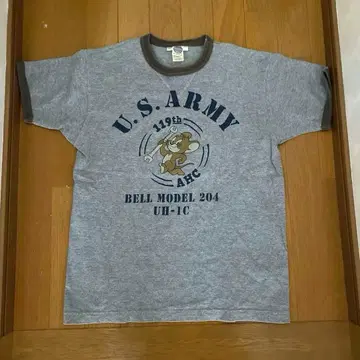 U.S. ARMY
119th
AHC
BELL MODEL 204
UH-1C